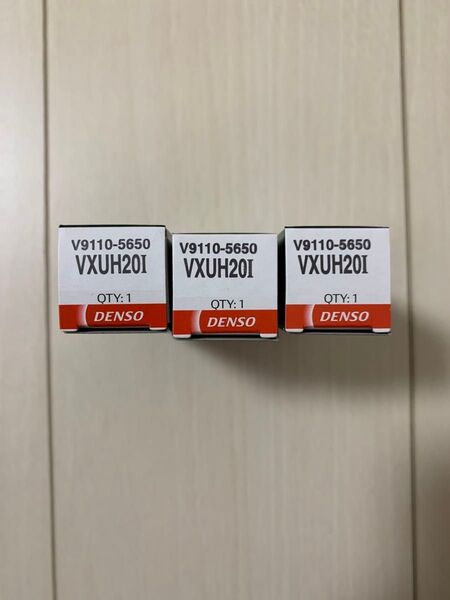 V9110-5650
VXUH20I
QTY: 1
DENSO
V9110-5650
VXUH20I
QTY: 1
DENSO
V9110-5650
VXUH20I
QTY: 1
DENSO